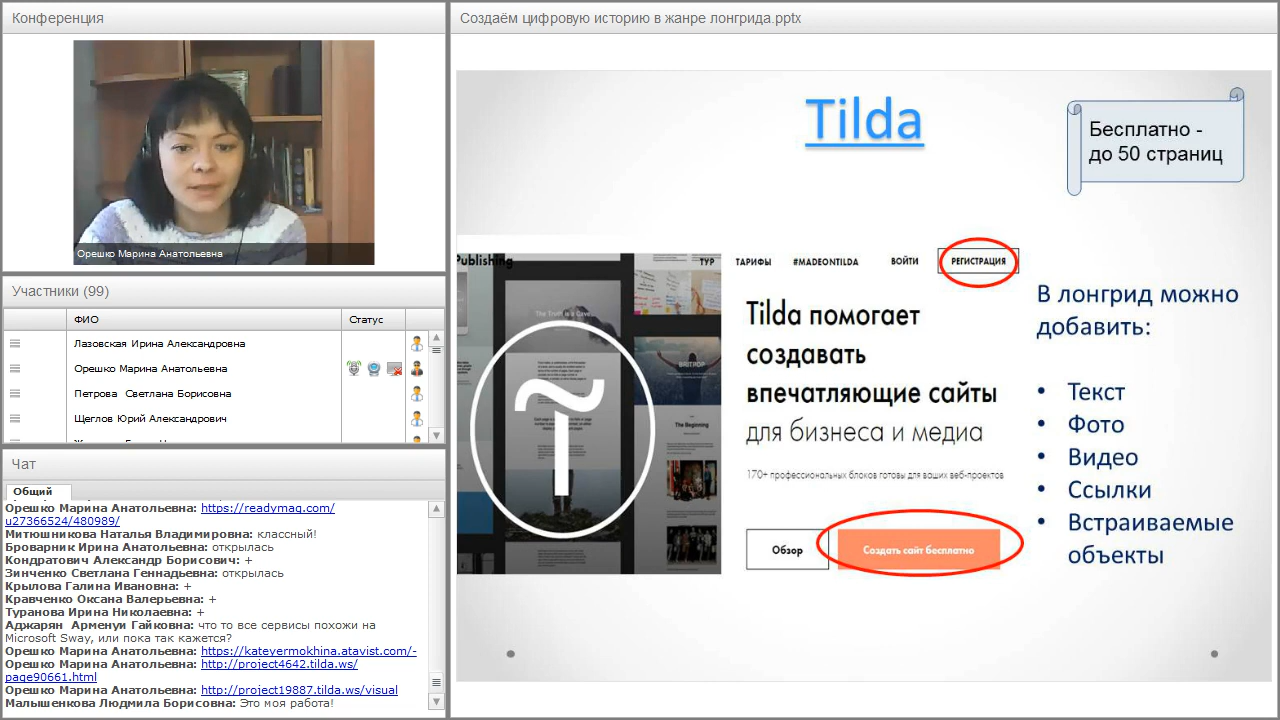 Конференция
Орешко Марина Анатольевна
Участники (99)
ФИО
Статус
Лазовская Ирина Александровна
Орешко Марина Анатольевна
Петрова Светлана Борисовна
Щеглов Юрий Александрович
Чат
Общий
Орешко Марина Анатольевна: https://readymag.com/
u27366524/480989/
Митюшникова Наталья Владимировна: классный!
Броварник Ирина Анатольевна: открылась
Кондратович Александр Борисович: +
Зинченко Светлана Геннадьевна: открылась
Крылова Галина Ивановна: +
Кравченко Оксана Валерьевна: +
Туранова Ирина Николаевна: +
Аджарян Арменуи Гайковна: что то все сервисы похожи на
Microsoft Sway, или пока так кажется?
Орешко Марина Анатольевна: https://kateyermokhina.atavist.com/-
Орешко Марина Анатольевна: http://project4642.tilda.ws/
page90661.html
Орешко Марина Анатольевна: http://project19887.tilda.ws/visual
Малышенкова Людмила Борисовна: Это моя работа!
Создаём цифровую историю в жанре лонгрида.pptx
Tilda
Бесплатно -
до 50 страниц
Publishing
ТУР
ТАРИФЫ
#MADEONTILDA
ВОЙТИ
РЕГИСТРАЦИЯ
The Truth is a Cave...
The Beginning
Tilda помогает
создавать
впечатляющие сайты
для бизнеса и медиа
170+ профессиональных блоков готовы для ваших веб-проектов
Обзор
Создать сайт бесплатно
В лонгрид можно
добавить:
• Текст
• Фото
• Видео
• Ссылки
• Встраиваемые
объекты